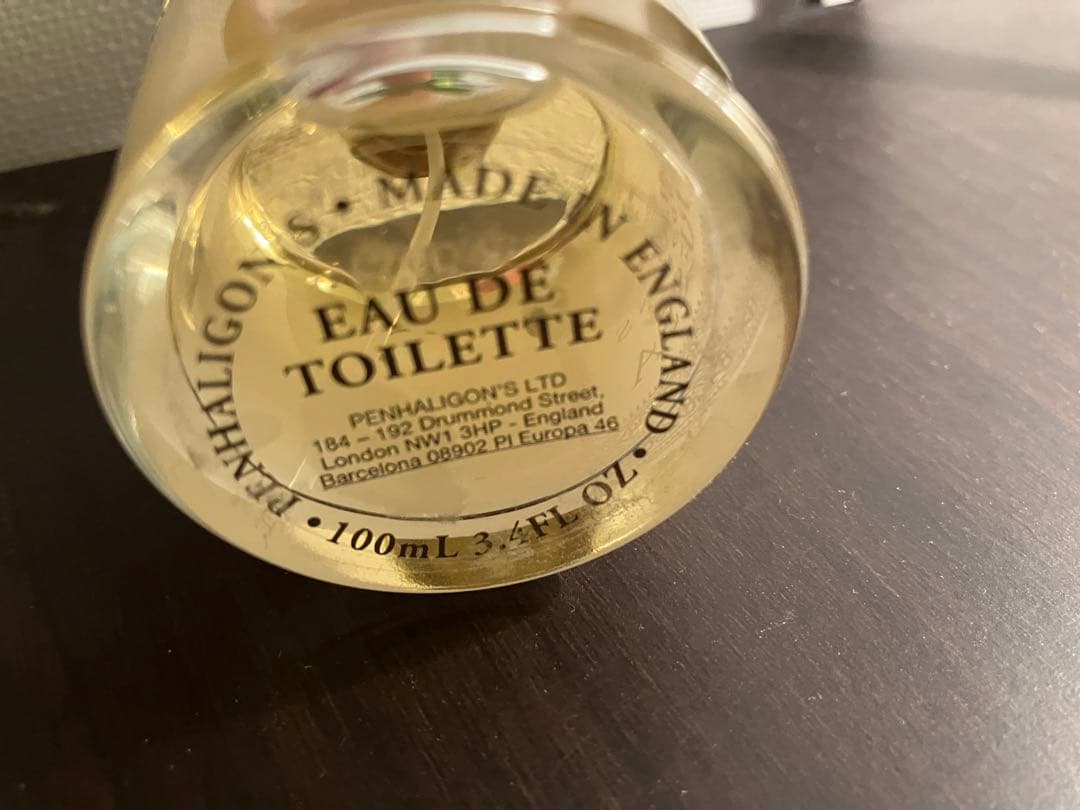 PENHALIGON'S • MADE IN ENGLAND •
EAU DE
TOILETTE
PENHALIGON'S LTD
184 – 192 Drummond Street,
London NW1 3HP - England
Barcelona 08902 Pl Europa 46
• 100mL 3.4FL OZ •